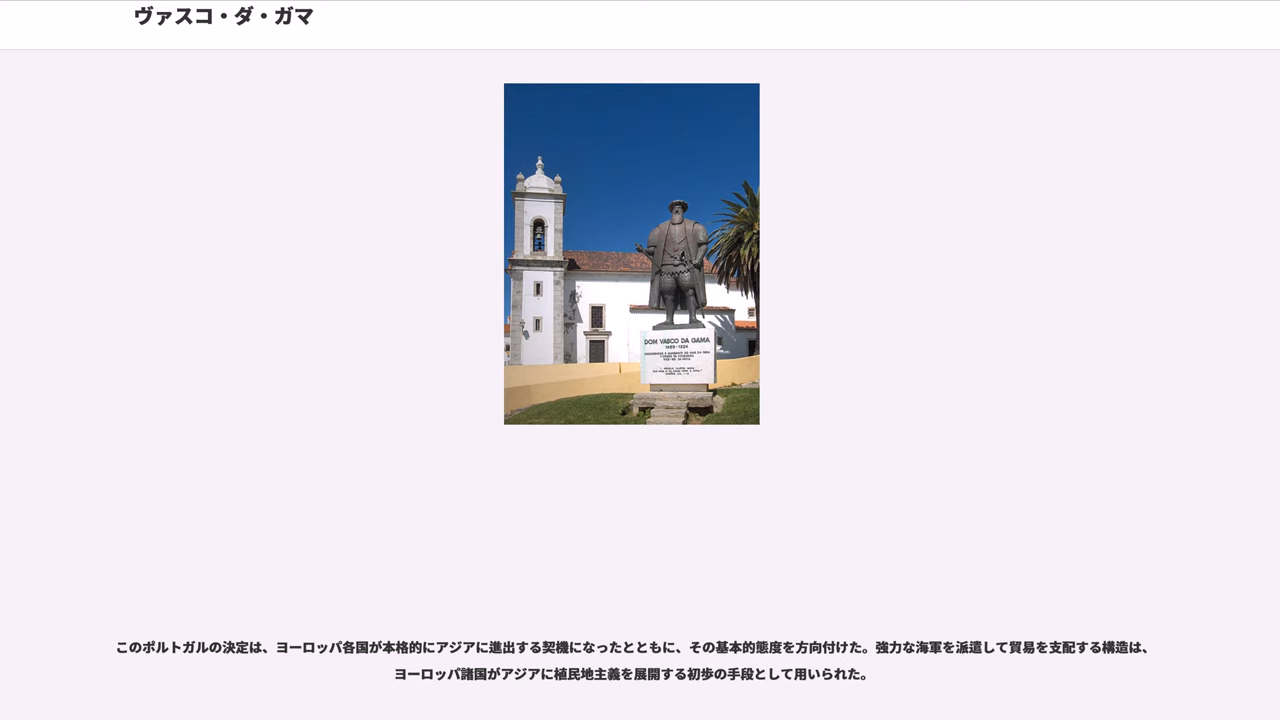 ヴァスコ・ダ・ガマ
DOM VASCO DA GAMA
1469-1524
このポルトガルの決定は、ヨーロッパ各国が本格的にアジアに進出する契機になったとともに、その基本的態度を方向付けた。強力な海軍を派遣して貿易を支配する構造は、
ヨーロッパ諸国がアジアに植民地主義を展開する初歩の手段として用いられた。